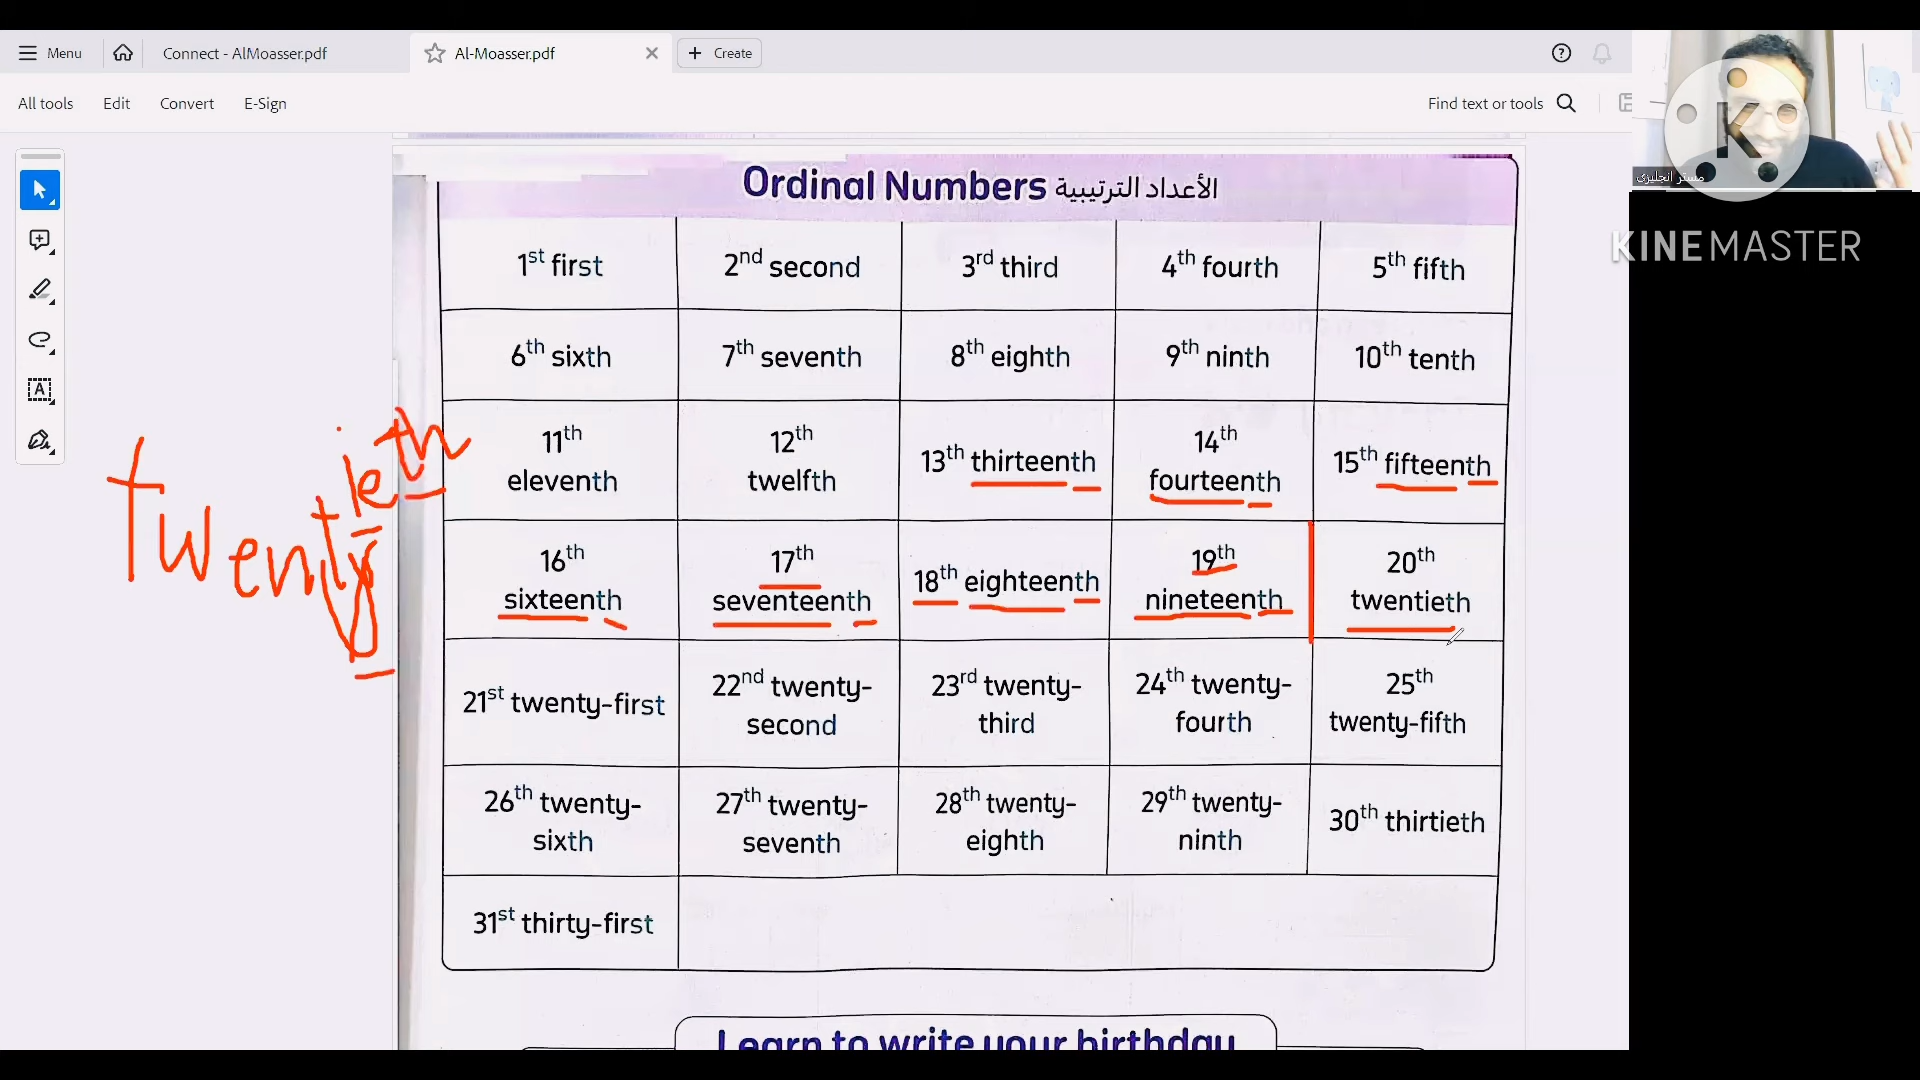 Menu
Connect - AlMoasser.pdf
Al-Moasser.pdf
Create
All tools
Edit
Convert
E-Sign
Find text or tools
مستر انجليزي
K
KINEMASTER
Ordinal Numbers الأعداد الترتيبية
1st first
2nd second
3rd third
4th fourth
5th fifth
6th sixth
7th seventh
8th eighth
9th ninth
10th tenth
11th
eleventh
12th
twelfth
13th thirteenth
14th
fourteenth
15th fifteenth
16th
sixteenth
17th
seventeenth
18th eighteenth
19th
nineteenth
20th
twentieth
21st twenty-first
22nd twenty-
second
23rd twenty-
third
24th twenty-
fourth
25th
twenty-fifth
26th twenty-
sixth
27th twenty-
seventh
28th twenty-
eighth
29th twenty-
ninth
30th thirtieth
31st thirty-first
Learn to write your birthday
twenty
ieth